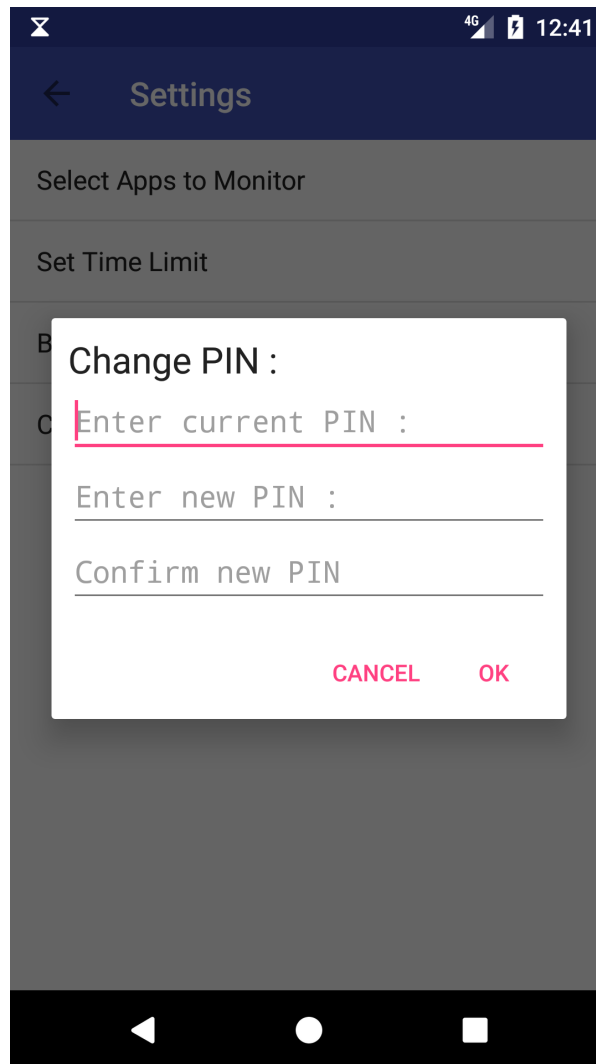 4G 12:41
Settings
Select Apps to Monitor
Set Time Limit
B
Change PIN :
C
Enter current PIN :
Enter new PIN :
Confirm new PIN
CANCEL OK